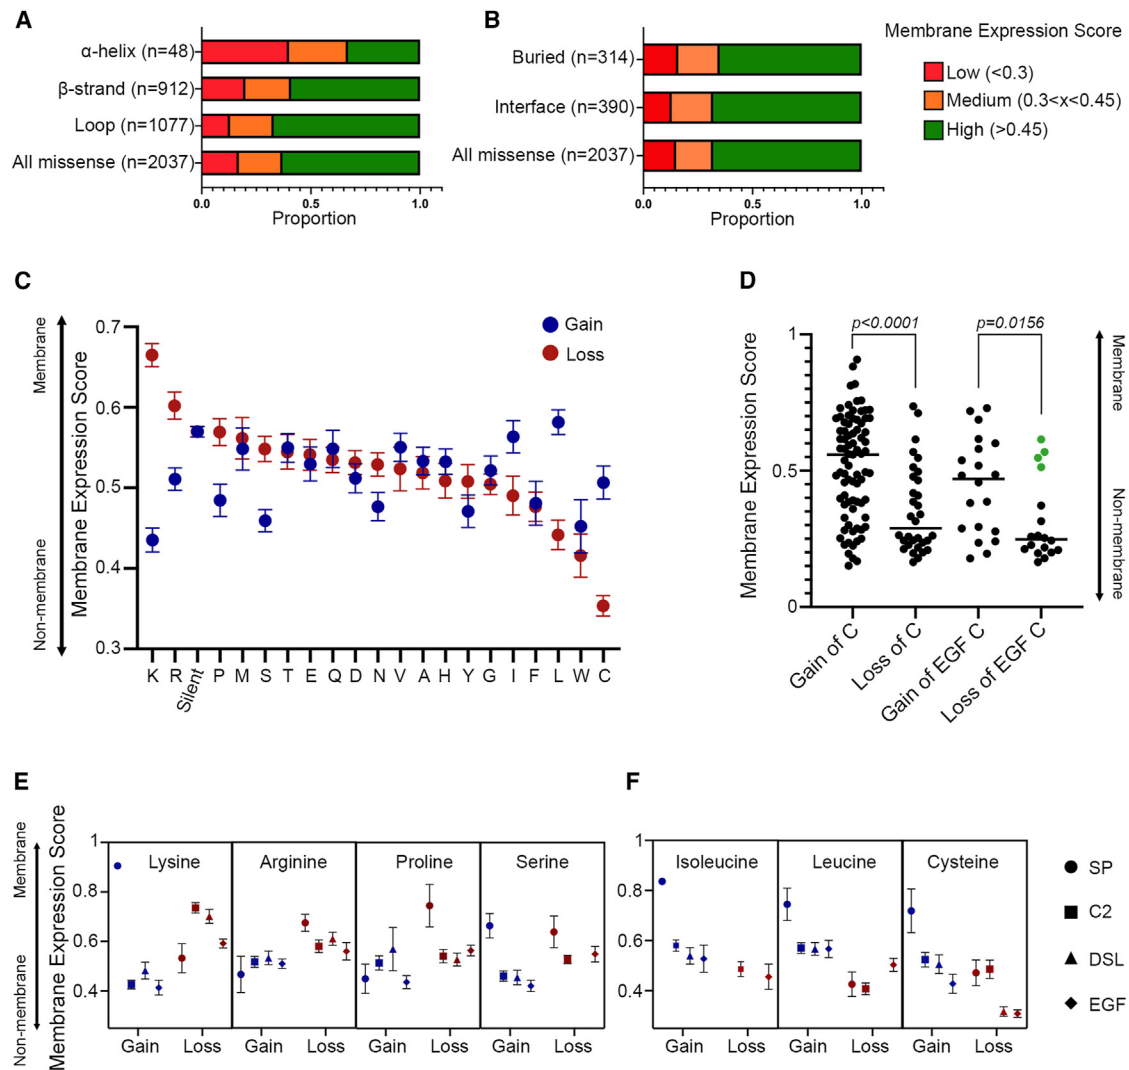 A
α-helix (n=48)
β-strand (n=912)
Loop (n=1077)
All missense (n=2037)
0.0
0.5
1.0
Proportion
B
Buried (n=314)
Interface (n=390)
All missense (n=2037)
0.0
0.5
1.0
Proportion
Membrane Expression Score
Low (<0.3)
Medium (0.3<x<0.45)
High (>0.45)
C
Membrane
Non-membrane
Membrane Expression Score
0.7
0.6
0.5
0.4
0.3
Gain
Loss
K R Silent P M S T E Q D N V A H Y G I F L W C
D
Membrane Expression Score
1
0.5
0
p<0.0001
p=0.0156
Membrane
Non-membrane
Gain of C
Loss of C
Gain of EGF C
Loss of EGF C
E
Membrane
Non-membrane
Membrane Expression Score
1
0.8
0.6
0.4
Lysine
Arginine
Proline
Serine
Gain Loss Gain Loss Gain Loss Gain Loss
F
1
0.8
0.6
0.4
Isoleucine
Leucine
Cysteine
Gain Loss Gain Loss Gain Loss
SP
C2
DSL
EGF